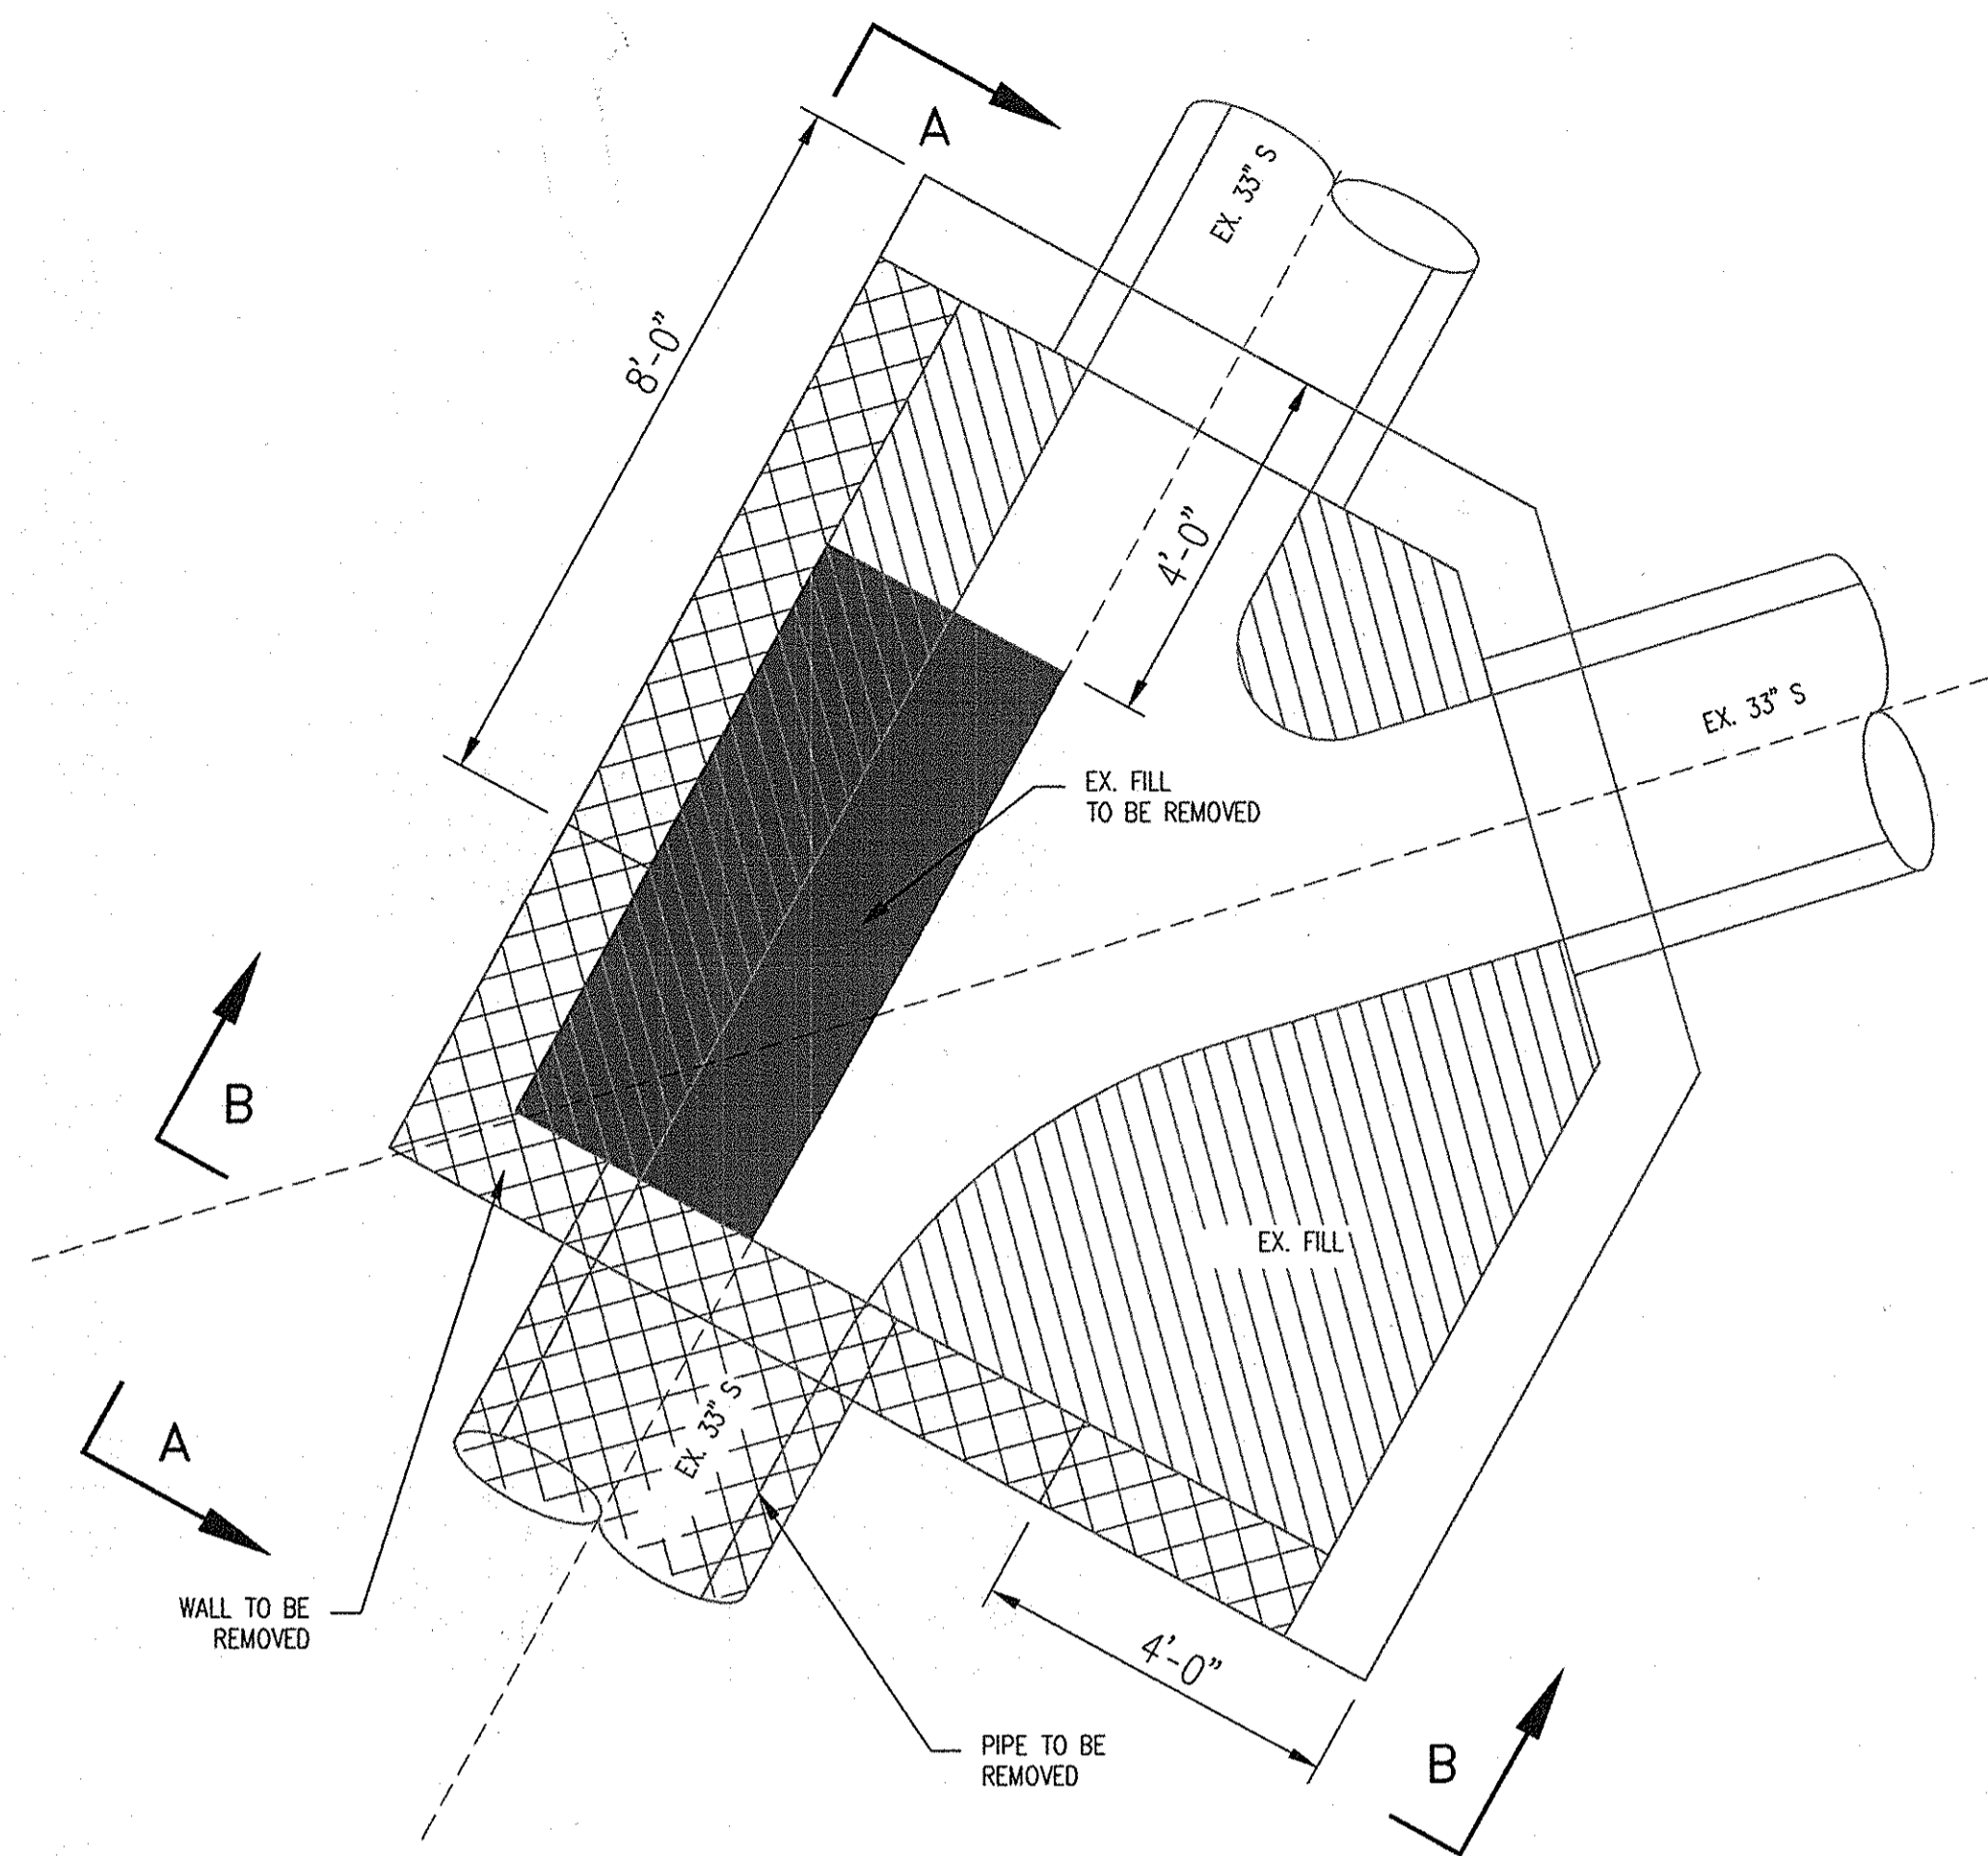 A
EX. 33" S
8'-0"
4'-0"
EX. 33" S
EX. FILL
TO BE REMOVED
B
EX. FILL
A
EX. 33" S
WALL TO BE
REMOVED
4'-0"
PIPE TO BE
REMOVED
B